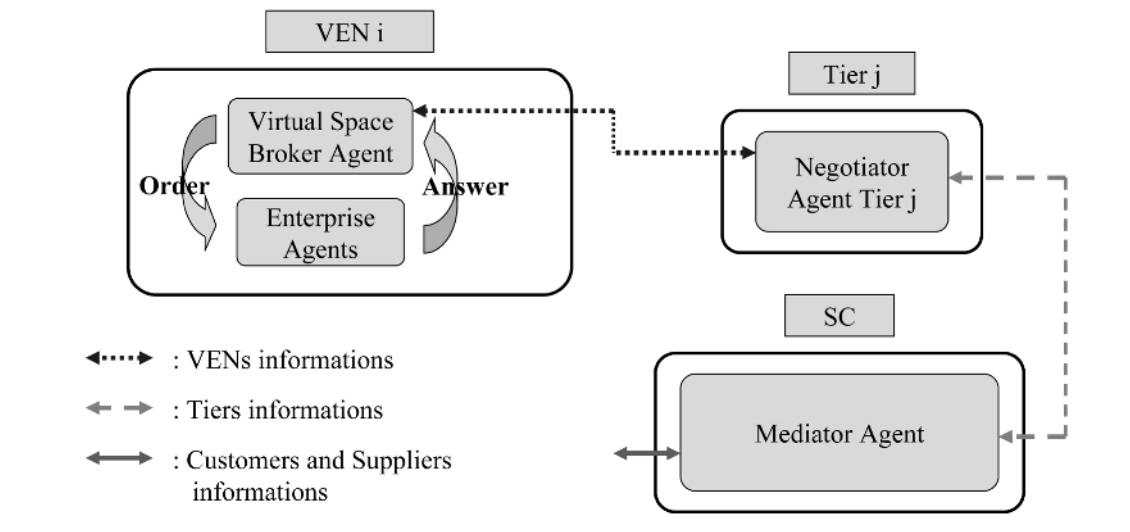 VEN i
Virtual Space
Broker Agent
Order
Answer
Enterprise
Agents
Tier j
Negotiator
Agent Tier j
SC
Mediator Agent
: VENs informations
: Tiers informations
: Customers and Suppliers
informations